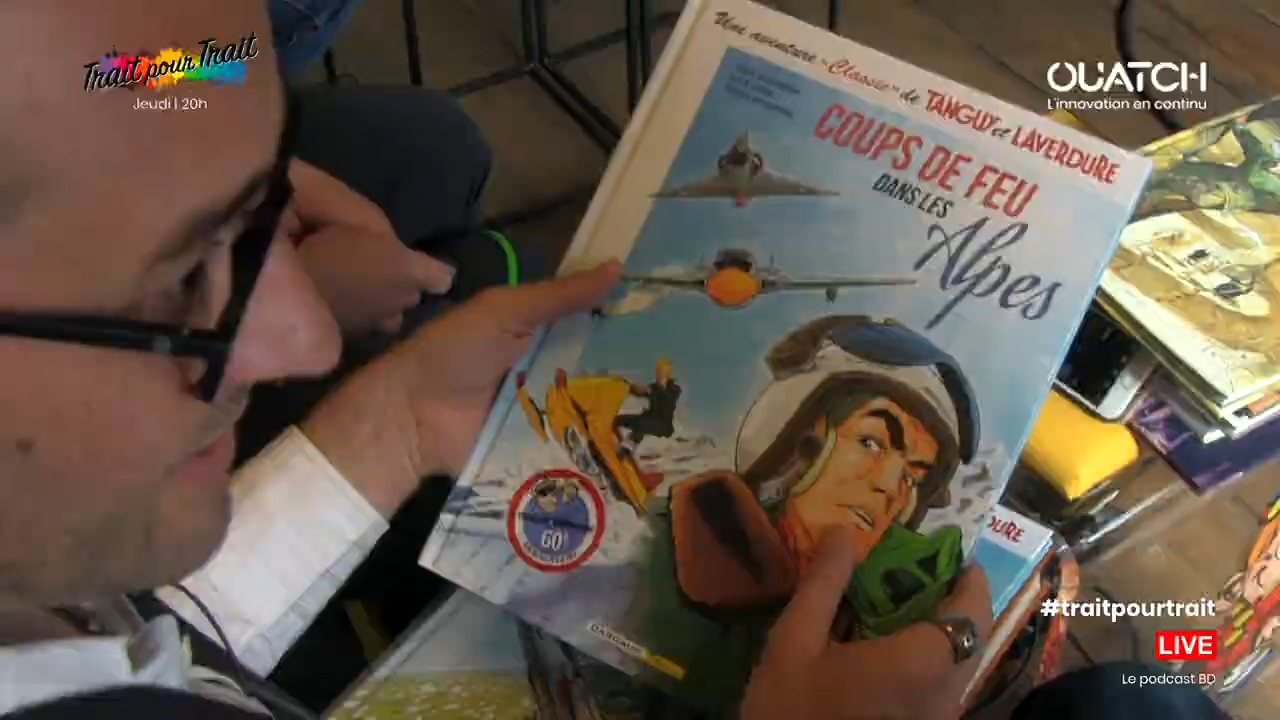 Trait pour Trait
Jeudi | 20h
OUATCH
L'innovation en continu
Une aventure "Classic" de TANGUY et LAVERDURE
COUPS DE FEU
DANS LES
Alpes
60
DARGAUD
DURE
#traitpourtrait
LIVE
Le podcast BD